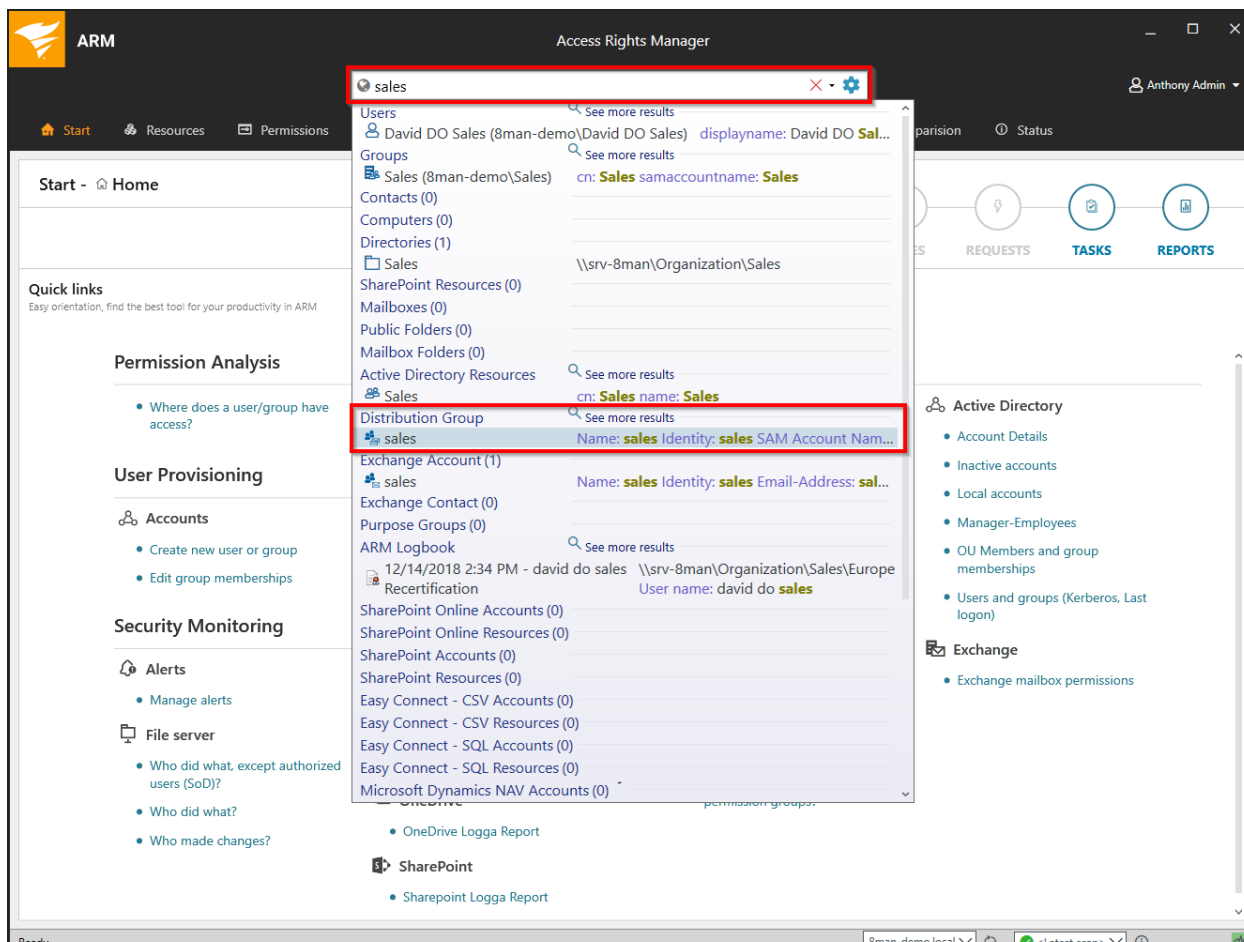 ARM
Access Rights Manager
sales
Anthony Admin
Start
Resources
Permissions
Status
Start - Home
REQUESTS
TASKS
REPORTS
Users See more results
David DO Sales (8man-demo\David DO Sales) displayname: David DO Sal...
Groups See more results
Sales (8man-demo\Sales) cn: Sales samaccountname: Sales
Contacts (0)
Computers (0)
Directories (1)
Sales \\srv-8man\Organization\Sales
SharePoint Resources (0)
Mailboxes (0)
Public Folders (0)
Mailbox Folders (0)
Active Directory Resources See more results
Sales cn: Sales name: Sales
Distribution Group See more results
sales Name: sales Identity: sales SAM Account Nam...
Exchange Account (1)
sales Name: sales Identity: sales Email-Address: sal...
Exchange Contact (0)
Purpose Groups (0)
ARM Logbook See more results
12/14/2018 2:34 PM - david do sales \\srv-8man\Organization\Sales\Europe
Recertification User name: david do sales
SharePoint Online Accounts (0)
SharePoint Online Resources (0)
SharePoint Accounts (0)
SharePoint Resources (0)
Easy Connect - CSV Accounts (0)
Easy Connect - CSV Resources (0)
Easy Connect - SQL Accounts (0)
Easy Connect - SQL Resources (0)
Microsoft Dynamics NAV Accounts (0)
Quick links
Easy orientation, find the best tool for your productivity in ARM
Permission Analysis
Where does a user/group have
access?
User Provisioning
Accounts
Create new user or group
Edit group memberships
Security Monitoring
Alerts
Manage alerts
File server
Who did what, except authorized
users (SoD)?
Who did what?
Who made changes?
OneDrive
OneDrive Logga Report
SharePoint
Sharepoint Logga Report
permission groups?
Active Directory
Account Details
Inactive accounts
Local accounts
Manager-Employees
OU Members and group
memberships
Users and groups (Kerberos, Last
logon)
Exchange
Exchange mailbox permissions